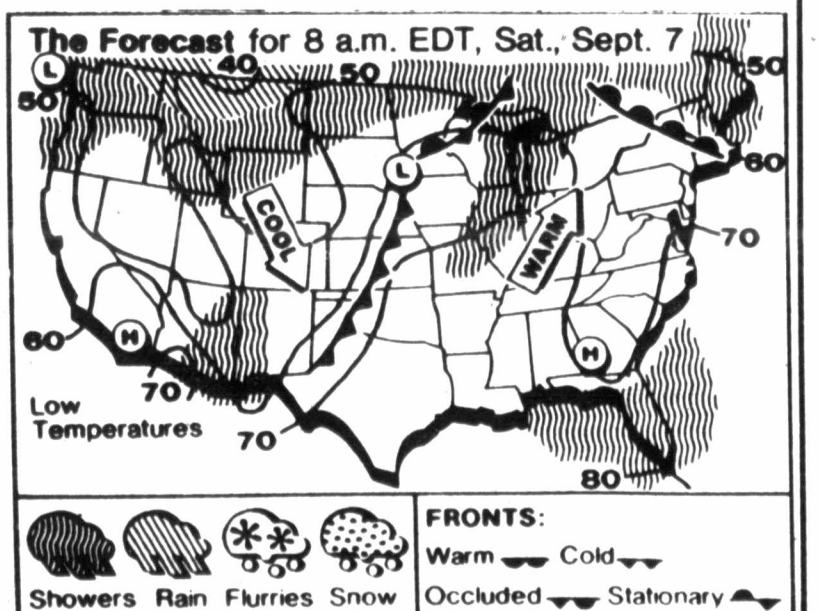 The Forecast for 8 a.m. EDT, Sat., Sept. 7
L
40
50
50
50
60
L
COOL
WARM
70
60
H
H
70
70
80
Low
Temperatures
Showers Rain Flurries Snow
FRONTS:
Warm Cold
Occluded Stationary